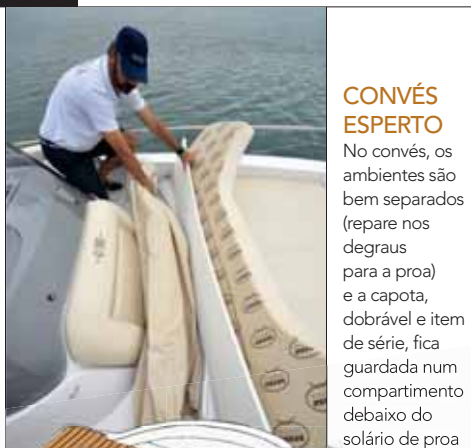 CONVÉS
ESPERTO
No convés, os
ambientes são
bem separados
(repare nos
degraus
para a proa)
e a capota,
dobrável e item
de série, fica
guardada num
compartimento
debaixo do
solário de proa